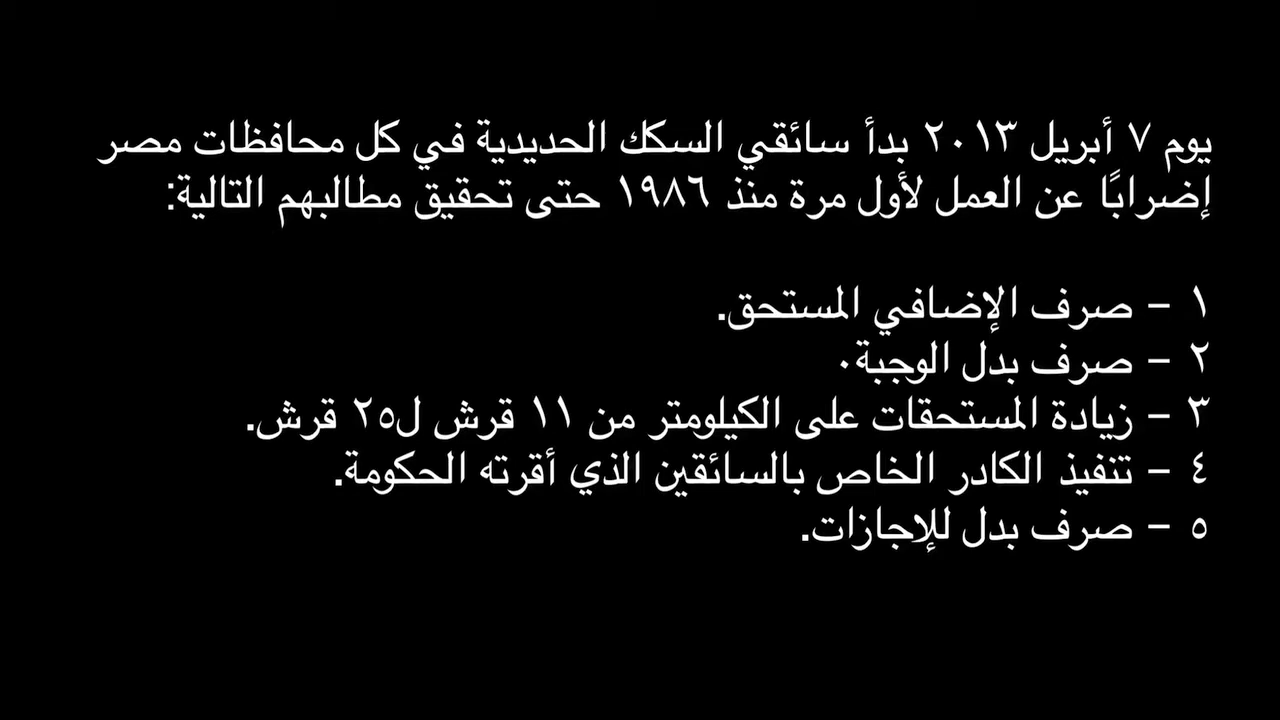 يوم ٧ أبريل ٢٠١٣ بدأ سائقي السكك الحديدية في كل محافظات مصر
إضرابًا عن العمل لأول مرة منذ ١٩٨٦ حتى تحقيق مطالبهم التالية:
١ – صرف الإضافي المستحق.
٢ – صرف بدل الوجبة.
٣ – زيادة المستحقات على الكيلومتر من ١١ قرش ل٢٥ قرش.
٤ – تنفيذ الكادر الخاص بالسائقين الذي أقرته الحكومة.
٥ – صرف بدل للإجازات.